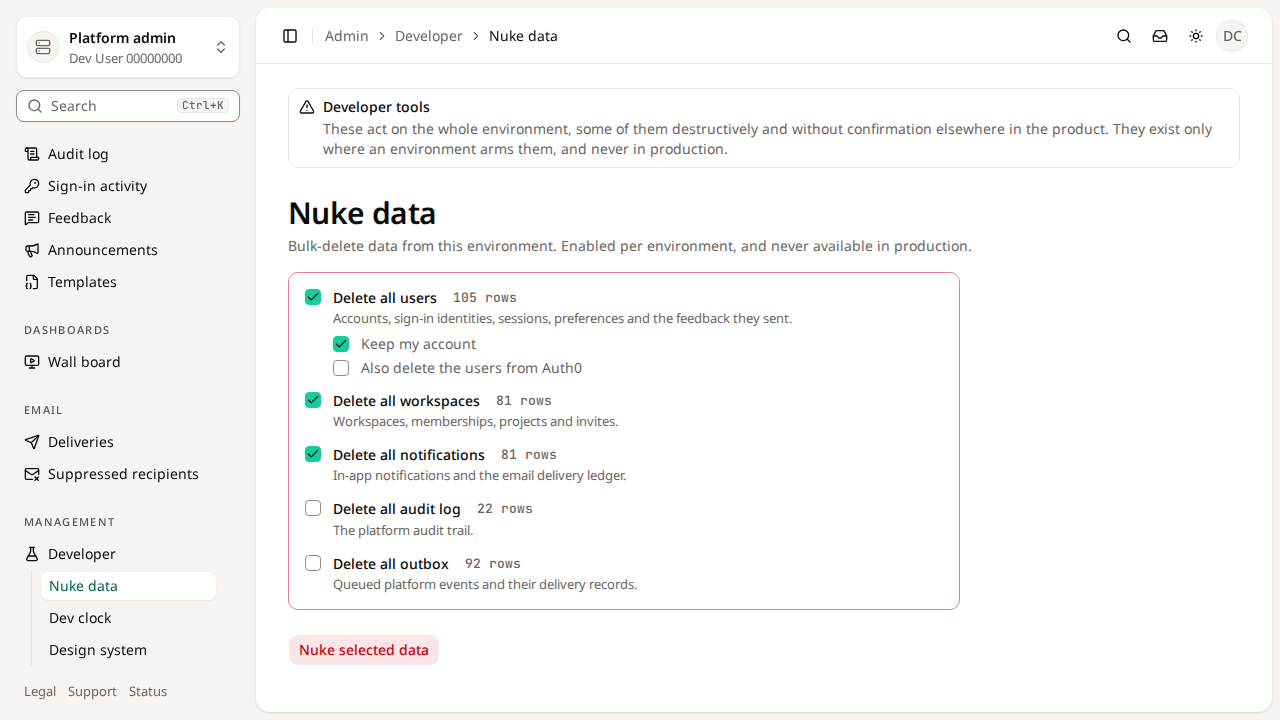 Platform admin
Dev User 00000000
Search
Ctrl+K
Audit log
Sign-in activity
Feedback
Announcements
Templates
DASHBOARDS
Wall board
EMAIL
Deliveries
Suppressed recipients
MANAGEMENT
Developer
Nuke data
Dev clock
Design system
Legal Support Status
Admin > Developer > Nuke data
DC
Developer tools
These act on the whole environment, some of them destructively and without confirmation elsewhere in the product. They exist only
where an environment arms them, and never in production.
Nuke data
Bulk-delete data from this environment. Enabled per environment, and never available in production.
Delete all users 105 rows
Accounts, sign-in identities, sessions, preferences and the feedback they sent.
Keep my account
Also delete the users from Auth0
Delete all workspaces 81 rows
Workspaces, memberships, projects and invites.
Delete all notifications 81 rows
In-app notifications and the email delivery ledger.
Delete all audit log 22 rows
The platform audit trail.
Delete all outbox 92 rows
Queued platform events and their delivery records.
Nuke selected data